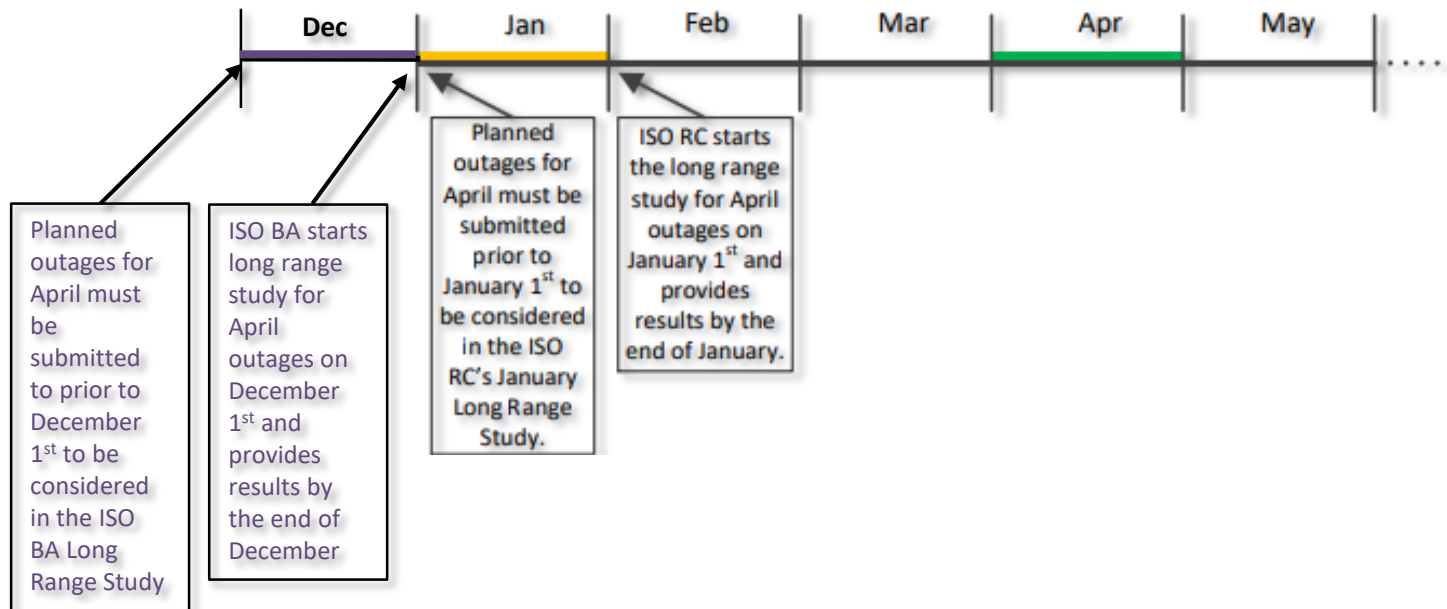 Dec
Jan
Feb
Mar
Apr
May
Planned
outages for
April must
be
submitted
to prior to
December
1st to be
considered
in the ISO
BA Long
Range Study
ISO BA starts
long range
study for
April
outages on
December
1st and
provides
results by
the end of
December
Planned
outages for
April must be
submitted
prior to
January 1st to
be considered
in the ISO
RC's January
Long Range
Study.
ISO RC starts
the long range
study for April
outages on
January 1st and
provides
results by the
end of January.